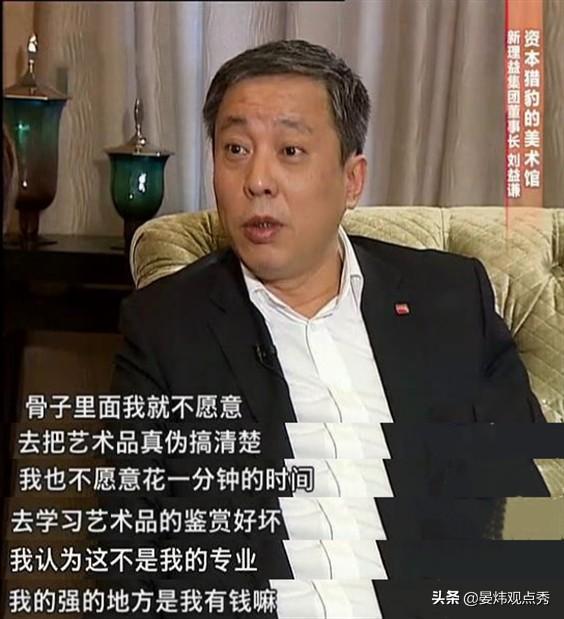 资本猎豹的美术馆
新理益集团董事长 刘益谦
骨子里面我就不愿意
去把艺术品真伪搞清楚
我也不愿意花一分钟的时间
去学习艺术品的鉴赏好坏
我认为这不是我的专业
我的强的地方是我有钱嘛
头条 @晏炜观点秀